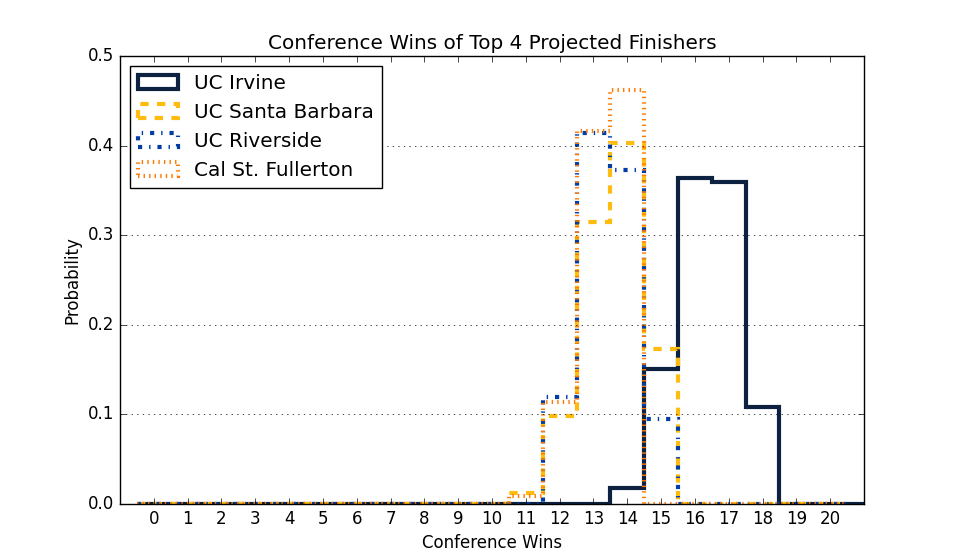 Conference Wins of Top 4 Projected Finishers
0.5
0.4
0.3
0.2
0.1
0.0
Probability
UC Irvine
UC Santa Barbara
UC Riverside
Cal St. Fullerton
0 1 2 3 4 5 6 7 8 9 10 11 12 13 14 15 16 17 18 19 20
Conference Wins